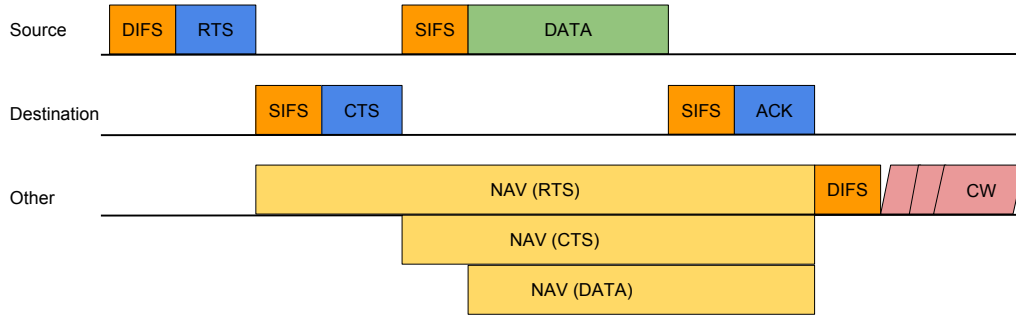 Source DIFS RTS SIFS DATA
Destination SIFS CTS SIFS ACK
Other NAV (RTS) DIFS CW
NAV (CTS)
NAV (DATA)